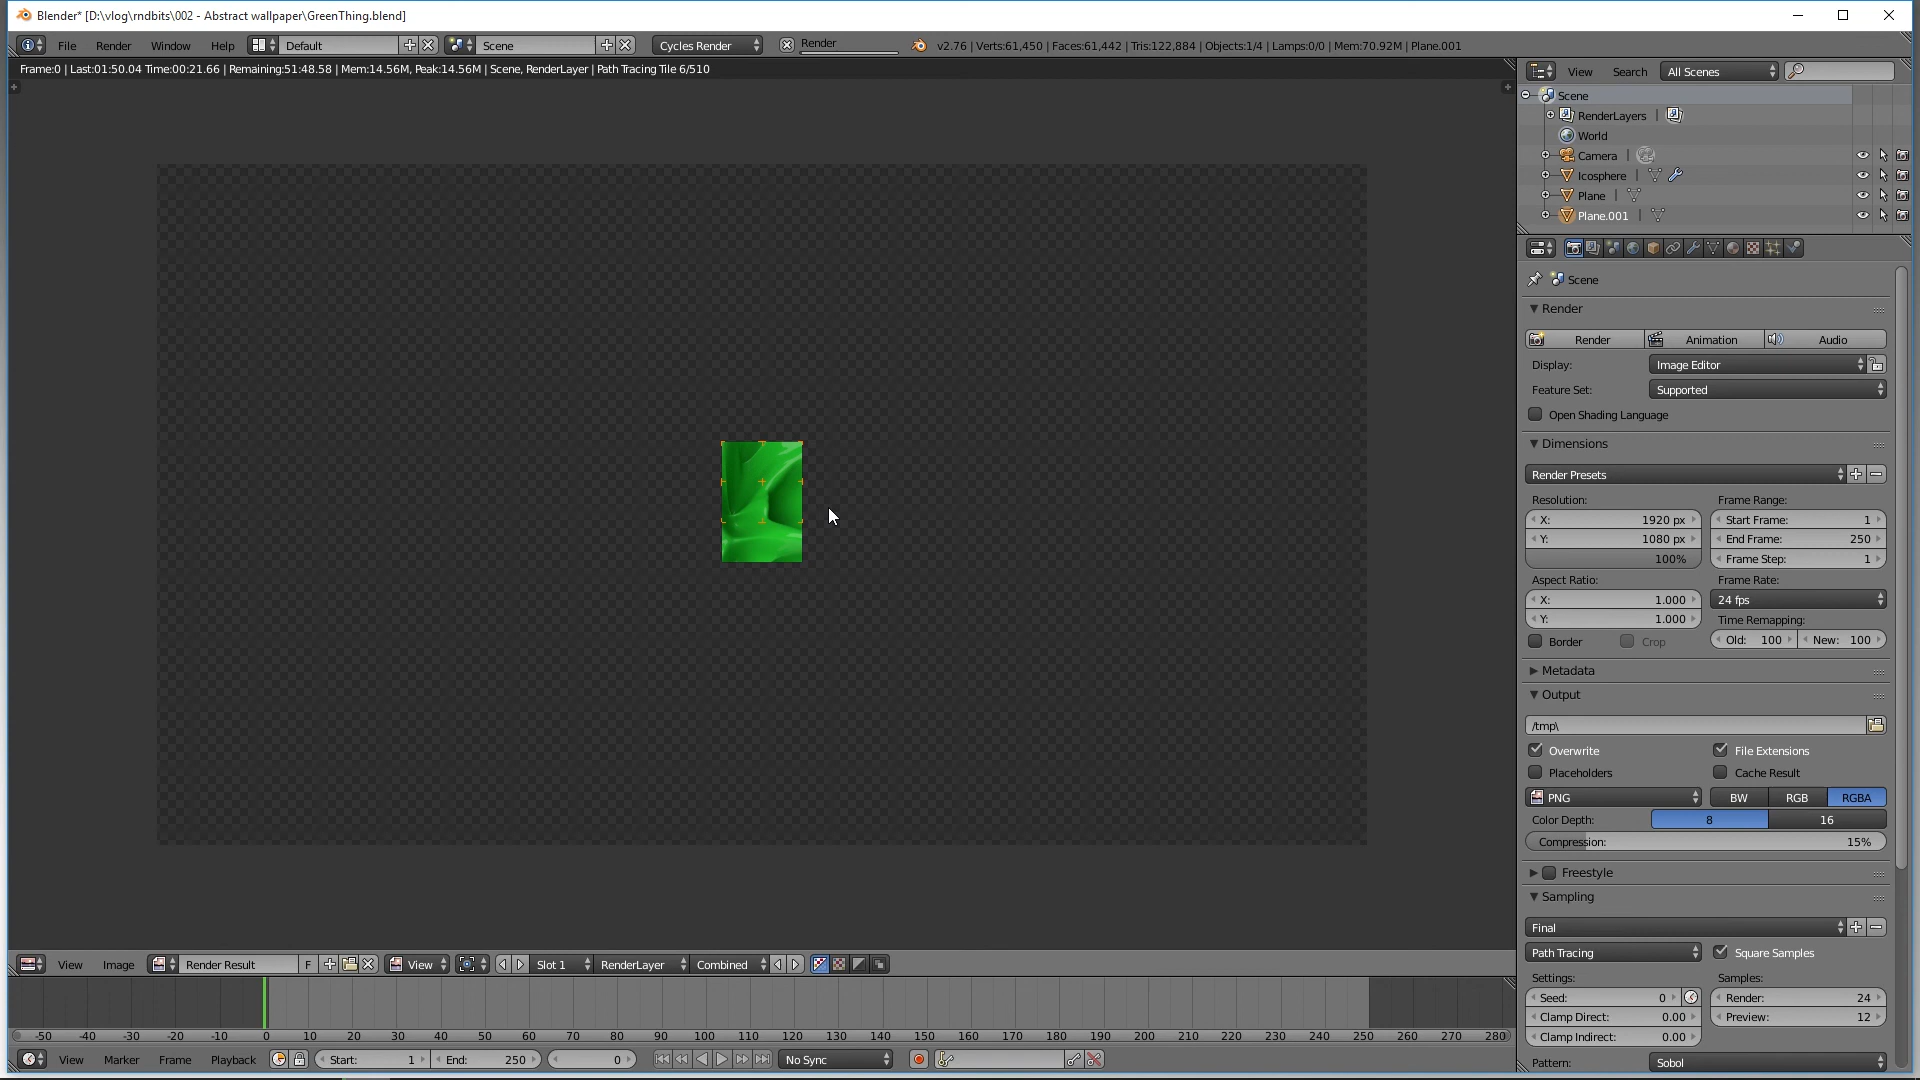 Blender* [D:\vlog\rndbits\002 - Abstract wallpaper\GreenThing.blend]
File Render Window Help Default Scene Cycles Render Render v2.76 | Verts:61,450 | Faces:61,442 | Tris:122,884 | Objects:1/4 | Lamps:0/0 | Mem:70.92M | Plane.001
Frame:0 | Last:01:50.04 Time:00:21.66 | Remaining:51:48.58 | Mem:14.56M, Peak:14.56M | Scene, RenderLayer | Path Tracing Tile 6/510
View Search All Scenes
Scene
RenderLayers
World
Camera
Icosphere
Plane
Plane.001
Scene
Render
Render Animation Audio
Display: Image Editor
Feature Set: Supported
Open Shading Language
Dimensions
Render Presets
Resolution: Frame Range:
X: 1920 px Start Frame: 1
Y: 1080 px End Frame: 250
100% Frame Step: 1
Aspect Ratio: Frame Rate:
X: 1.000 24 fps
Y: 1.000 Time Remapping:
Border Crop Old: 100 New: 100
Metadata
Output
/tmp\
Overwrite File Extensions
Placeholders Cache Result
PNG BW RGB RGBA
Color Depth: 8 16
Compression: 15%
Freestyle
Sampling
Final
Path Tracing Square Samples
Settings: Samples:
Seed: 0 Render: 24
Clamp Direct: 0.00 Preview: 12
Clamp Indirect: 0.00
Pattern: Sobol
View Image Render Result F View Slot 1 RenderLayer Combined
-50 -40 -30 -20 -10 0 10 20 30 40 50 60 70 80 90 100 110 120 130 140 150 160 170 180 190 200 210 220 230 240 250 260 270 280
View Marker Frame Playback Start: 1 End: 250 0 No Sync